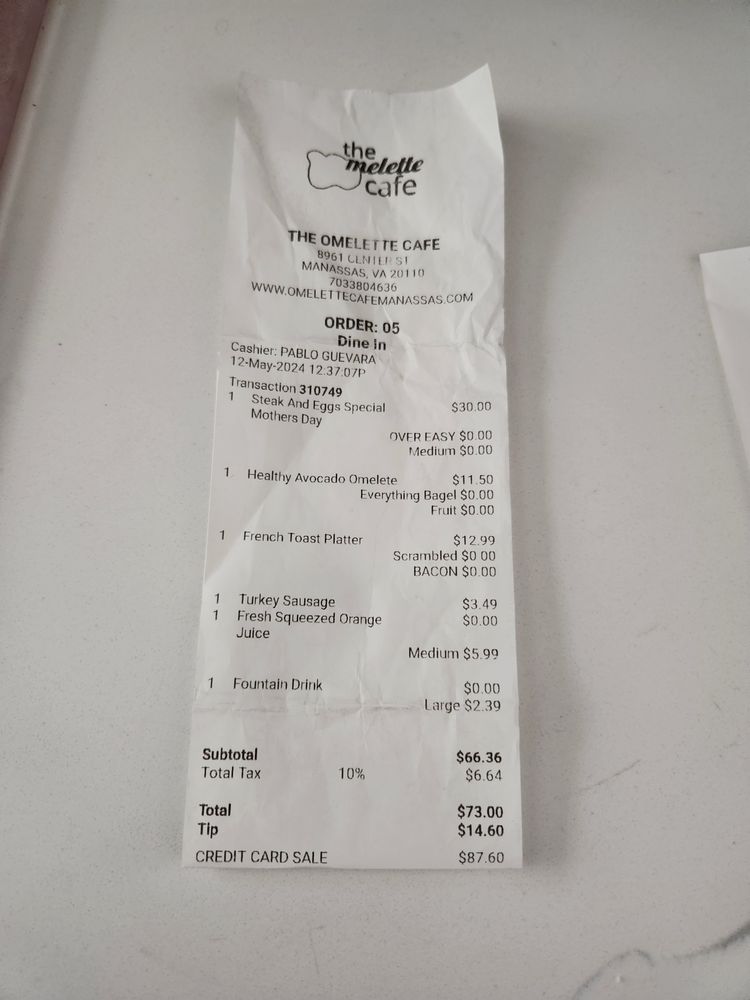 the
melette
cafe
THE OMELETTE CAFE
8961 CENTER ST
MANASSAS, VA 20110
7033804636
WWW.OMELETTECAFEMANASSAS.COM
ORDER: 05
Dine in
Cashier: PABLO GUEVARA
12-May-2024 12:37:07P
Transaction 310749
1 Steak And Eggs Special $30.00
Mothers Day
OVER EASY $0.00
Medium $0.00
1 Healthy Avocado Omelete $11.50
Everything Bagel $0.00
Fruit $0.00
1 French Toast Platter $12.99
Scrambled $0.00
BACON $0.00
1 Turkey Sausage $3.49
1 Fresh Squeezed Orange $0.00
Juice
Medium $5.99
1 Fountain Drink $0.00
Large $2.39
Subtotal $66.36
Total Tax 10% $6.64
Total $73.00
Tip $14.60
CREDIT CARD SALE $87.60